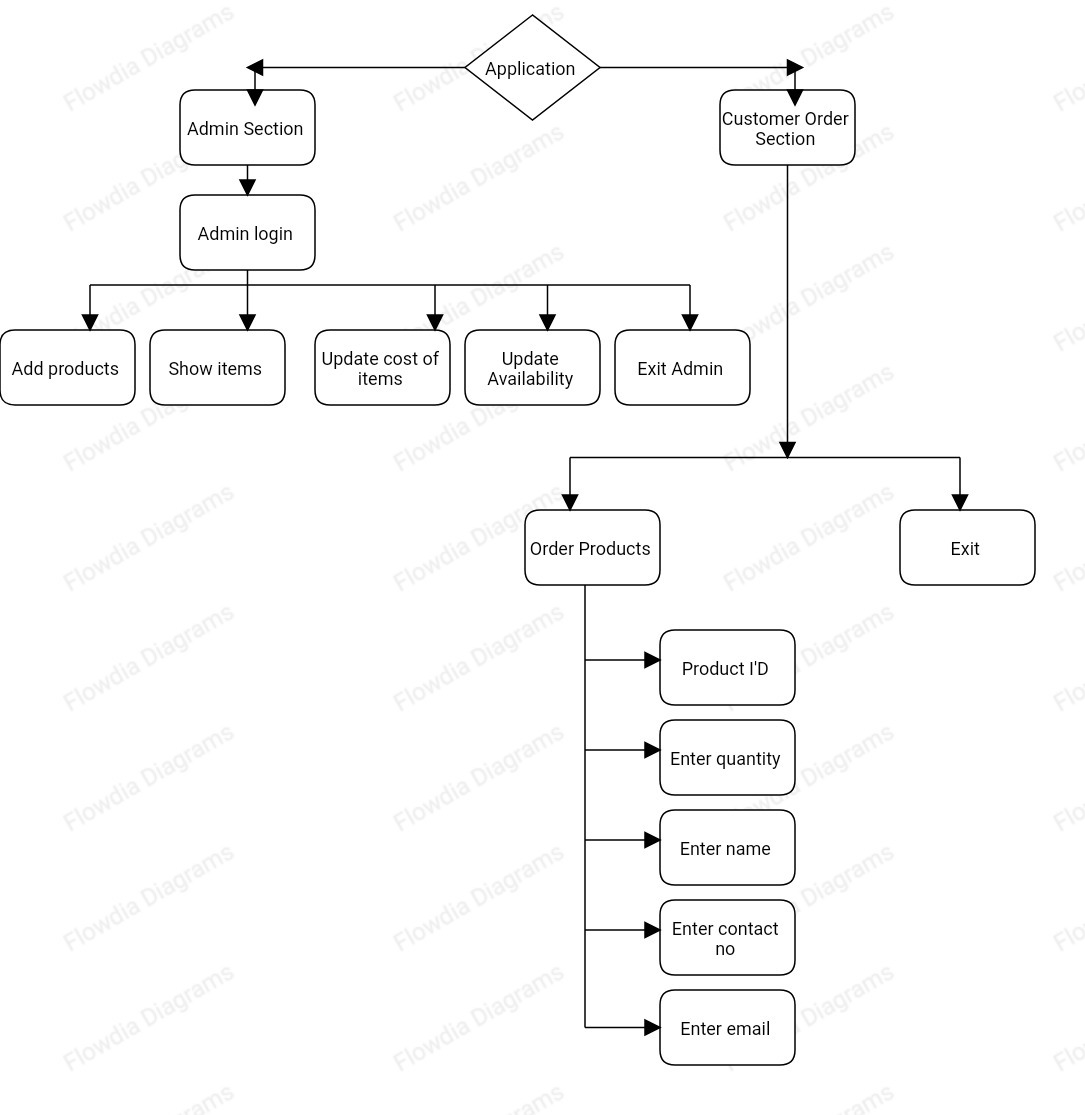 Application
Admin Section
Customer Order
Section
Admin login
Add products
Show items
Update cost of
items
Update
Availability
Exit Admin
Order Products
Exit
Product I'D
Enter quantity
Enter name
Enter contact
no
Enter email
Flowdia Diagrams